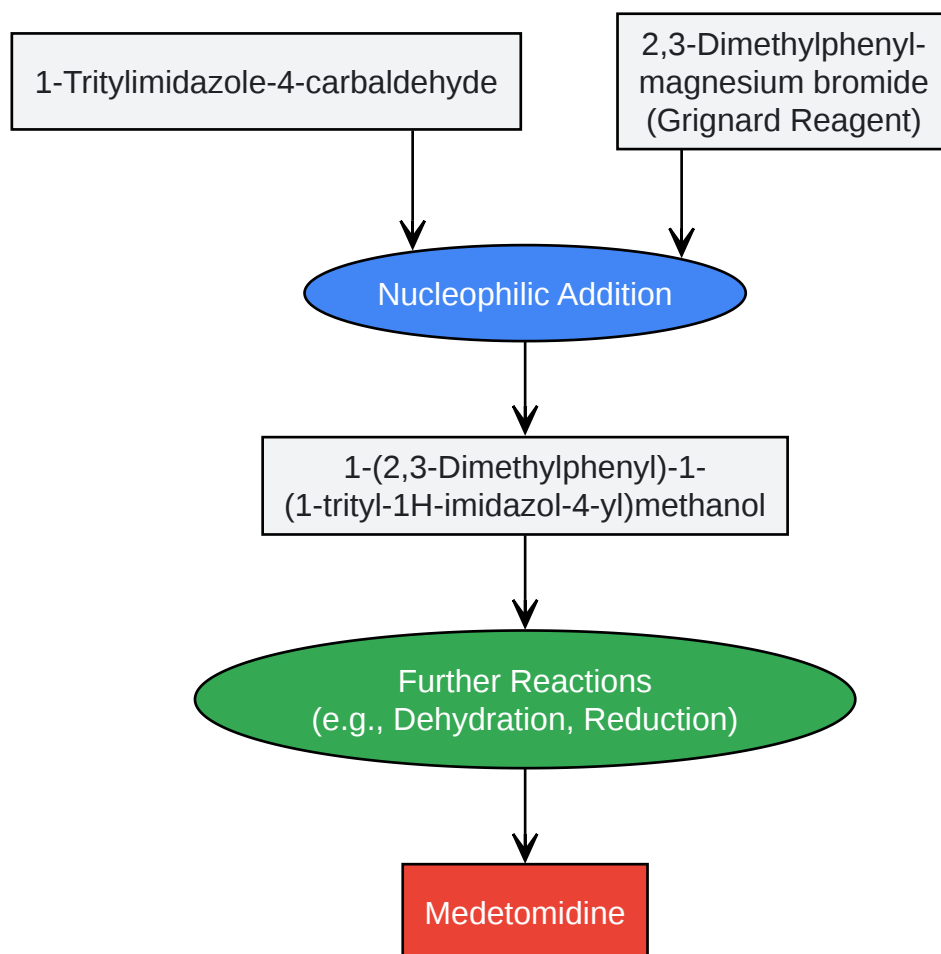 1-Tritylimidazole-4-carbaldehyde
2,3-Dimethylphenyl-
magnesium bromide
(Grignard Reagent)
Nucleophilic Addition
1-(2,3-Dimethylphenyl)-1-
(1-trityl-1H-imidazol-4-yl)methanol
Further Reactions
(e.g., Dehydration, Reduction)
Medetomidine